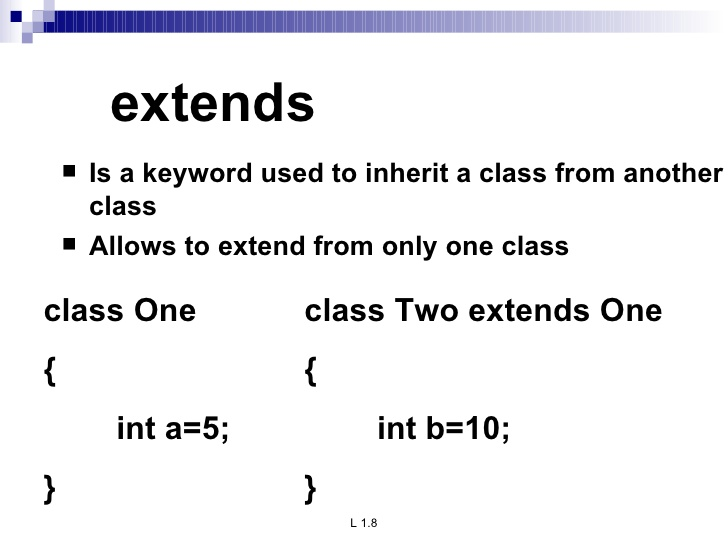 extends
Is a keyword used to inherit a class from another
class
Allows to extend from only one class
class One
{
int a=5;
}
class Two extends One
{
int b=10;
}
L 1.8